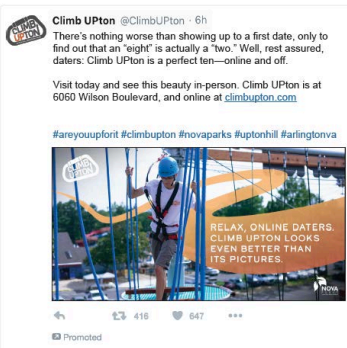 CLIMB
UPTON
Climb UPton @ClimbUPton · 6h
There's nothing worse than showing up to a first date, only to
find out that an "eight" is actually a "two." Well, rest assured,
daters: Climb UPton is a perfect ten—online and off.
Visit today and see this beauty in-person. Climb UPton is at
6060 Wilson Boulevard, and online at climbupton.com
#areyouupforit #climbupton #novaparks #uptonhill #arlingtonva
CLIMB
UPTON
RELAX, ONLINE DATERS.
CLIMB UPTON LOOKS
EVEN BETTER THAN
ITS PICTURES.
NOVA
416 647
Promoted